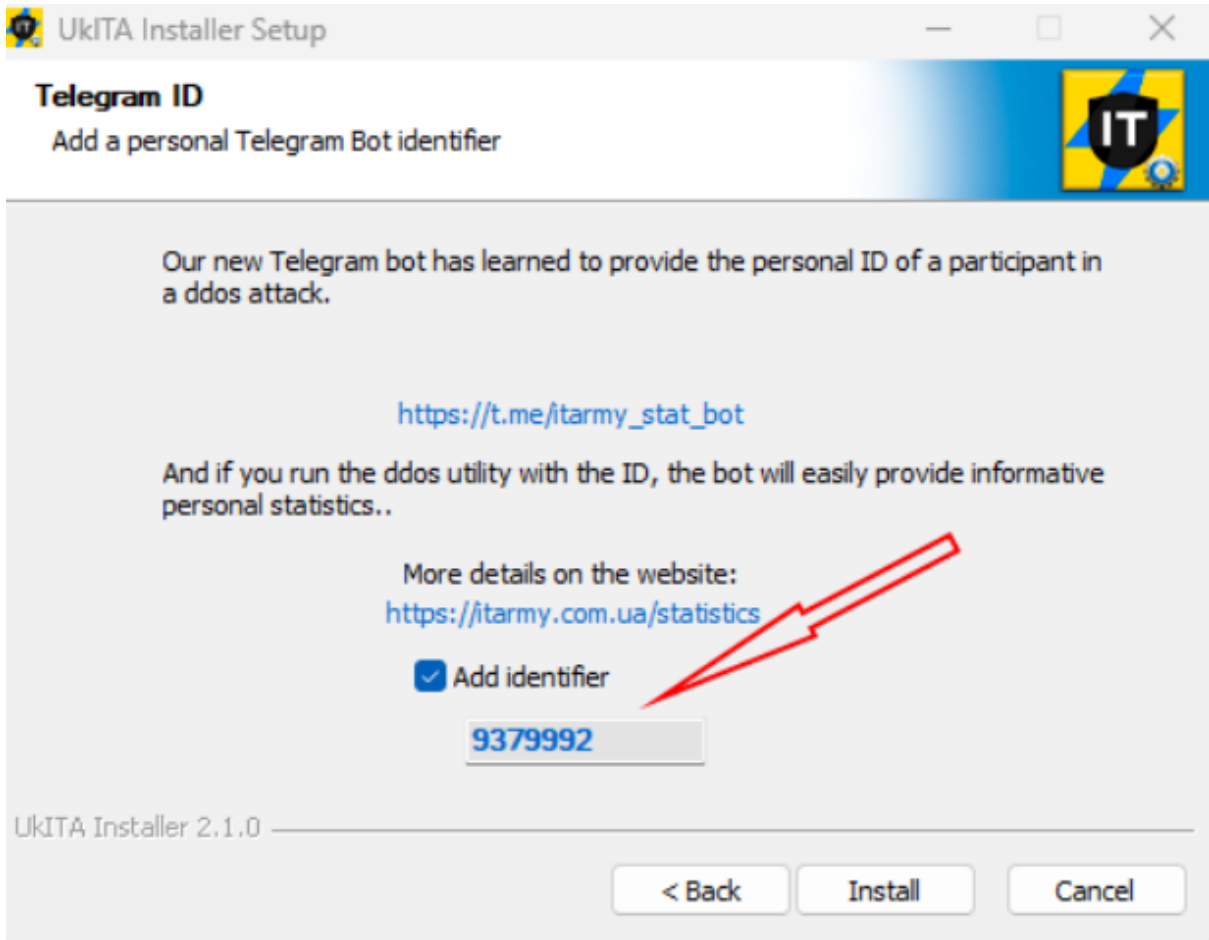 UkITA Installer Setup
Telegram ID
Add a personal Telegram Bot identifier
IT
Our new Telegram bot has learned to provide the personal ID of a participant in
a ddos attack.
https://t.me/itarmy_stat_bot
And if you run the ddos utility with the ID, the bot will easily provide informative
personal statistics..
More details on the website:
https://itarmy.com.ua/statistics
Add identifier
9379992
UkITA Installer 2.1.0
< Back
Install
Cancel